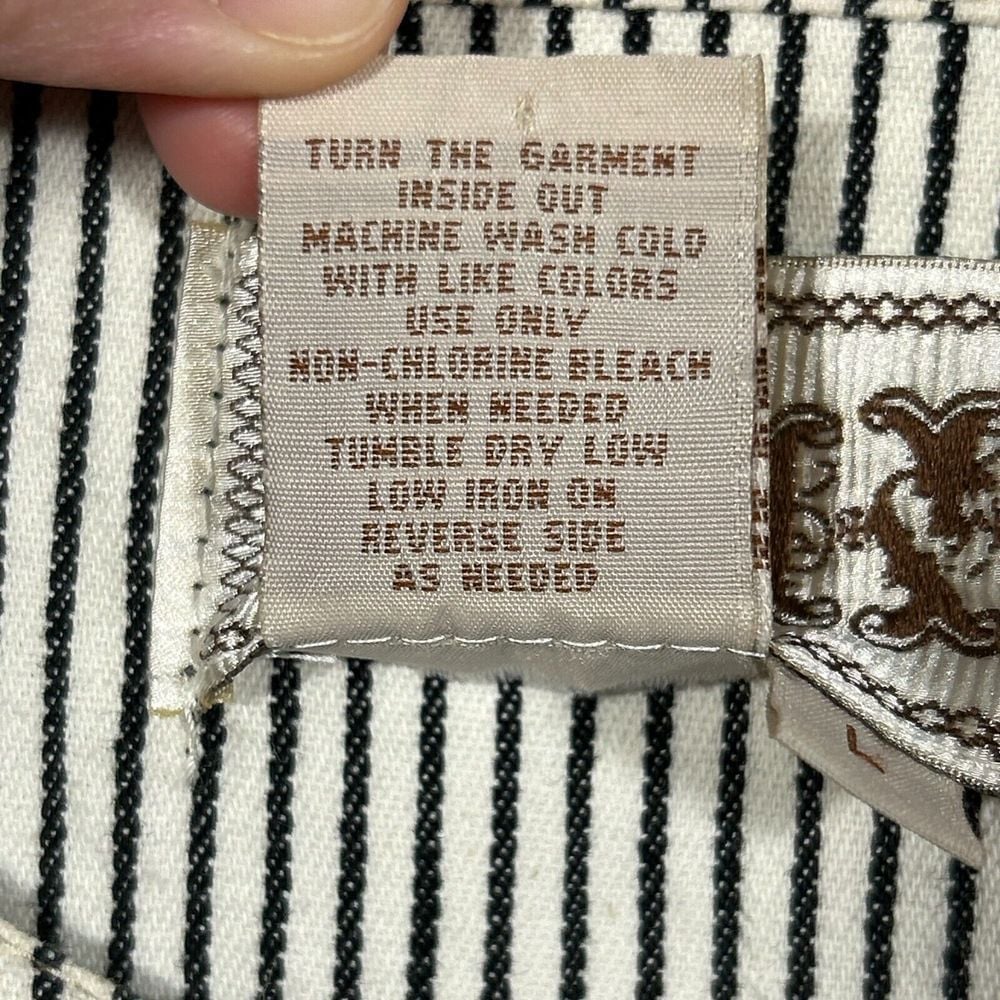 TURN THE GARMENT
INSIDE OUT
MACHINE WASH COLD
WITH LIKE COLORS
USE ONLY
NON-CHLORINE BLEACH
WHEN NEEDED
TUMBLE DRY LOW
LOW IRON ON
REVERSE SIDE
AS NEEDED